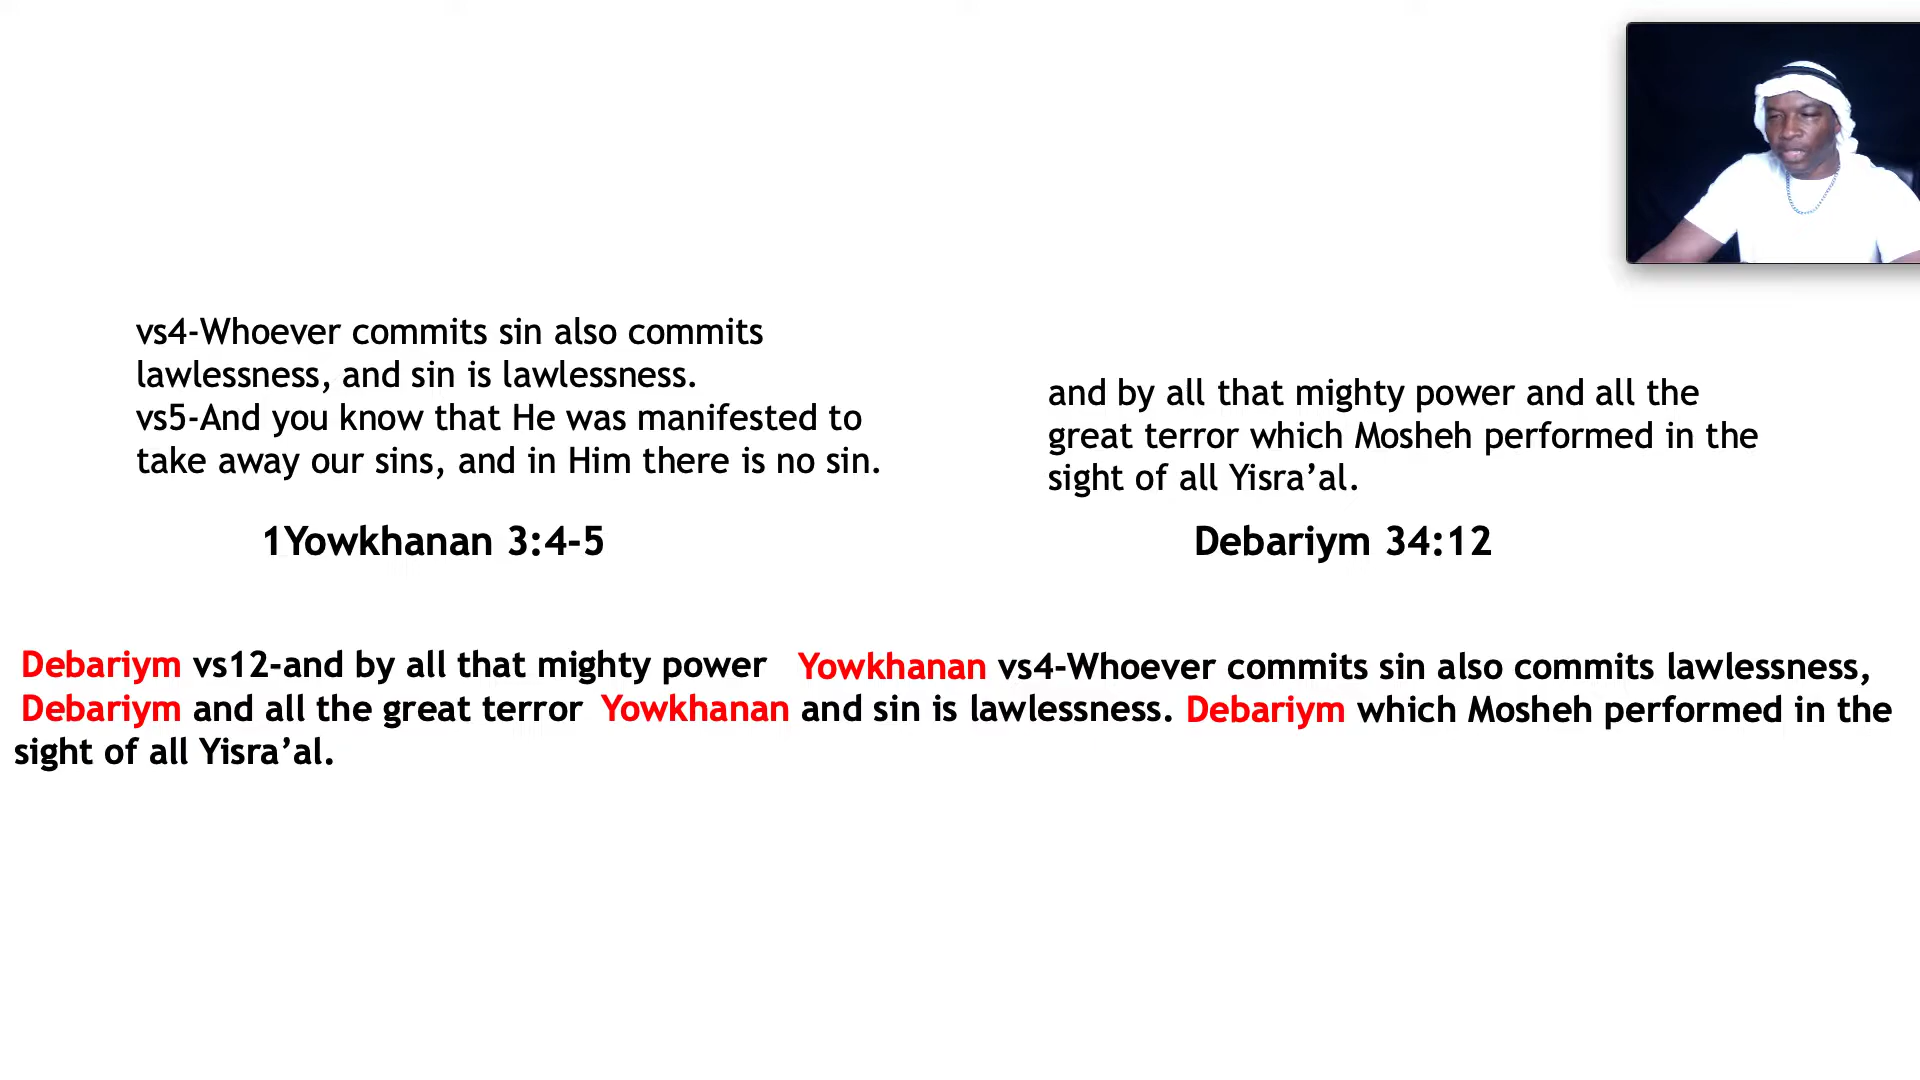 vs4-Whoever commits sin also commits
lawlessness, and sin is lawlessness.
vs5-And you know that He was manifested to
take away our sins, and in Him there is no sin.
1Yowkhanan 3:4-5
and by all that mighty power and all the
great terror which Mosheh performed in the
sight of all Yisra’al.
Debariym 34:12
Debariym vs12-and by all that mighty power Yowkhanan vs4-Whoever commits sin also commits lawlessness,
Debariym and all the great terror Yowkhanan and sin is lawlessness. Debariym which Mosheh performed in the
sight of all Yisra’al.